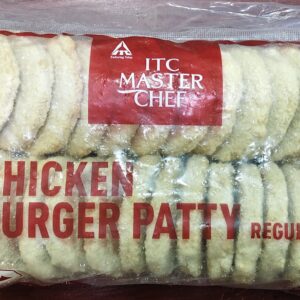 ITC
MASTER
CHEF
HICKEN
URGER PATTY REGU